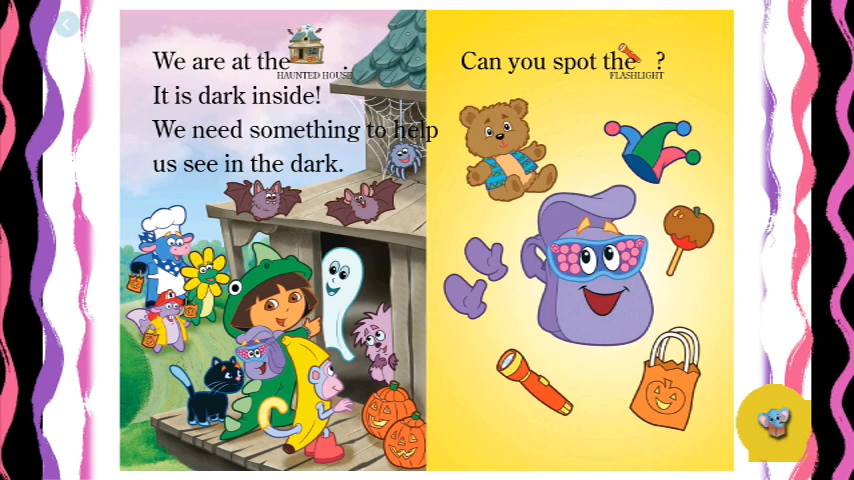 We are at the .
HAUNTED HOUSE
It is dark inside!
We need something to help
us see in the dark.
Can you spot the ?
FLASHLIGHT